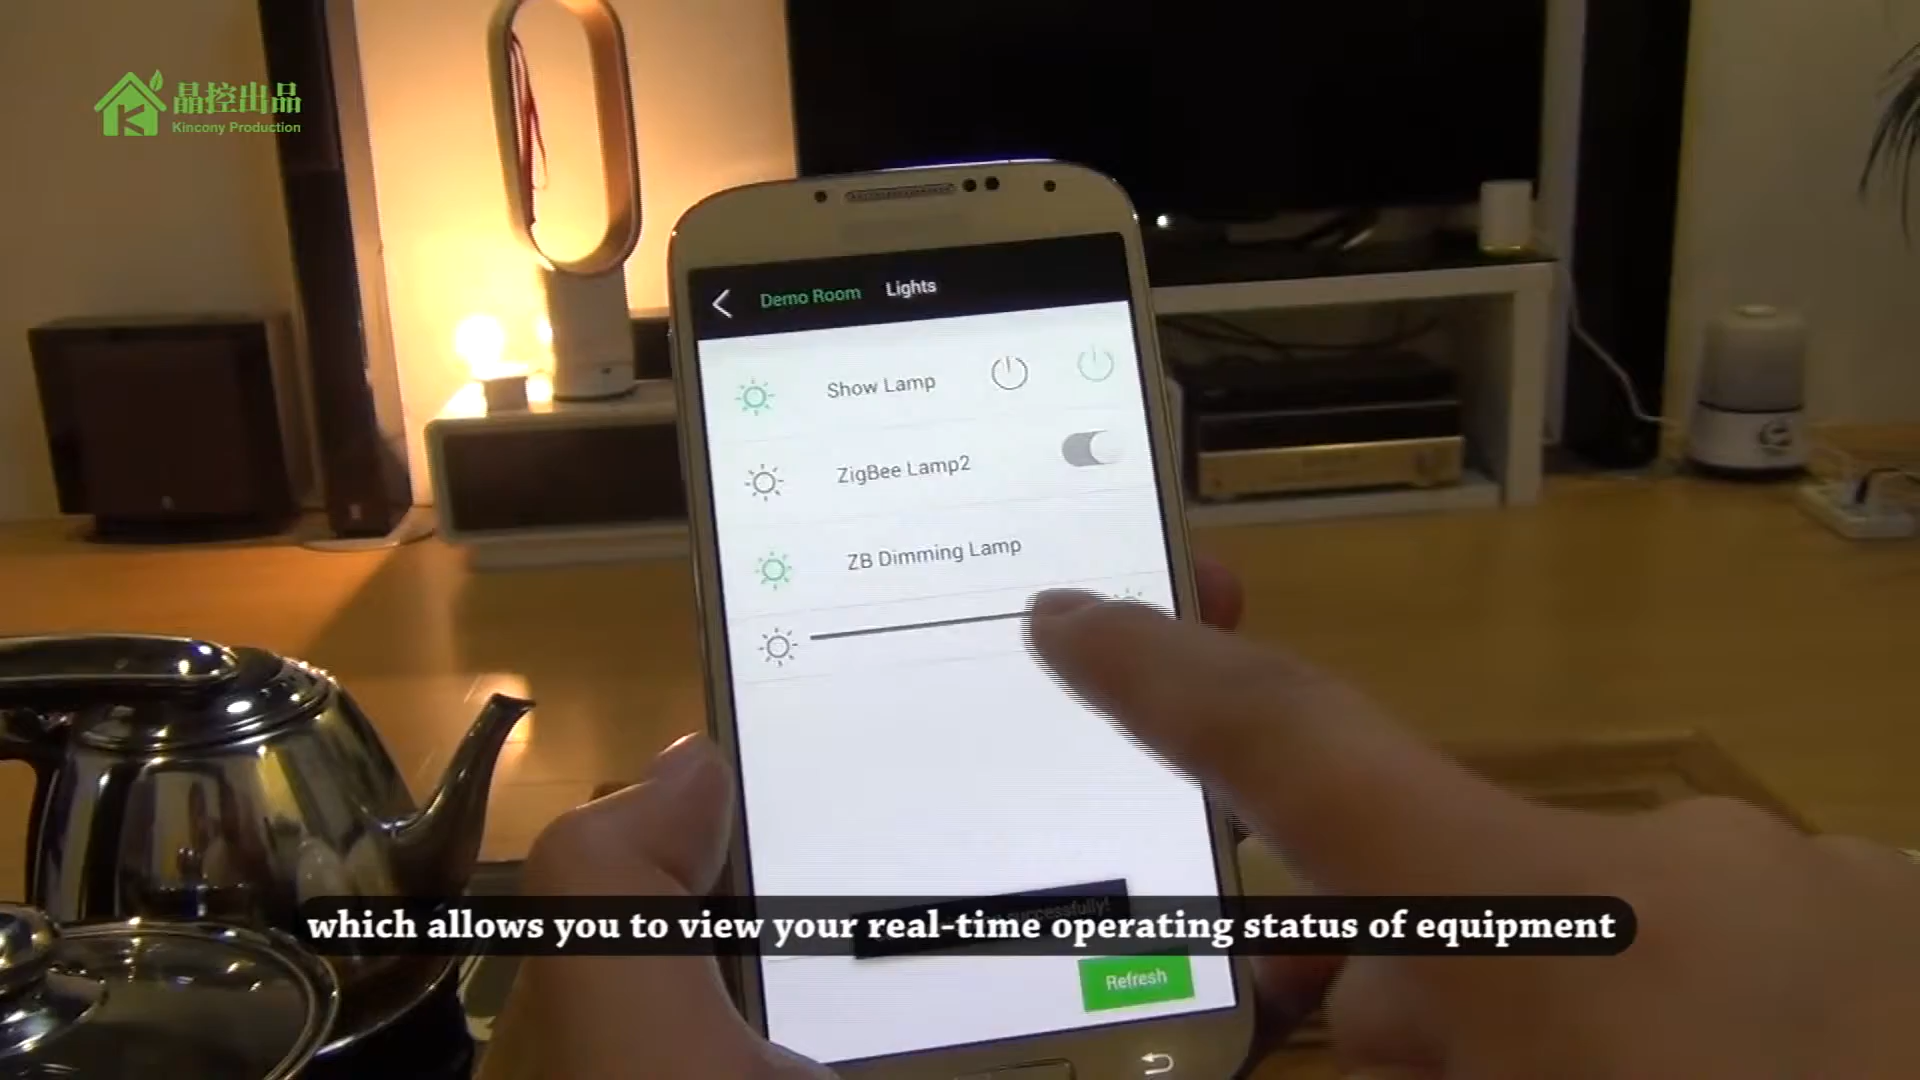 晶控出品
Kincony Production
Demo Room Lights
Show Lamp
ZigBee Lamp2
ZB Dimming Lamp
successfully!
which allows you to view your real-time operating status of equipment
Refresh